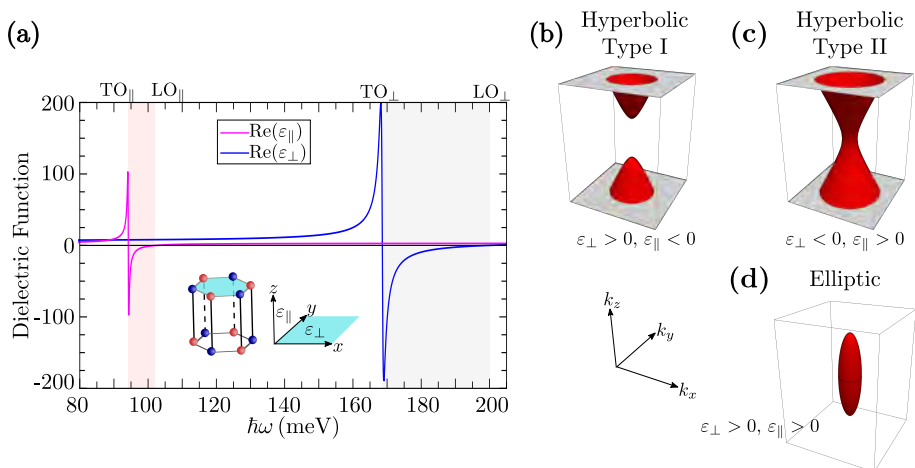 (a)
TO∥ LO∥ TO⊥ LO⊥
200
100
0
-100
-200
Dielectric Function
Re(ε∥)
Re(ε⊥)
z
ε∥
y
ε⊥
x
80 100 120 140 160 180 200
ℏω (meV)
(b)
Hyperbolic
Type I
ε⊥ > 0, ε∥ < 0
(c)
Hyperbolic
Type II
ε⊥ < 0, ε∥ > 0
kz
ky
kx
(d)
Elliptic
ε⊥ > 0, ε∥ > 0